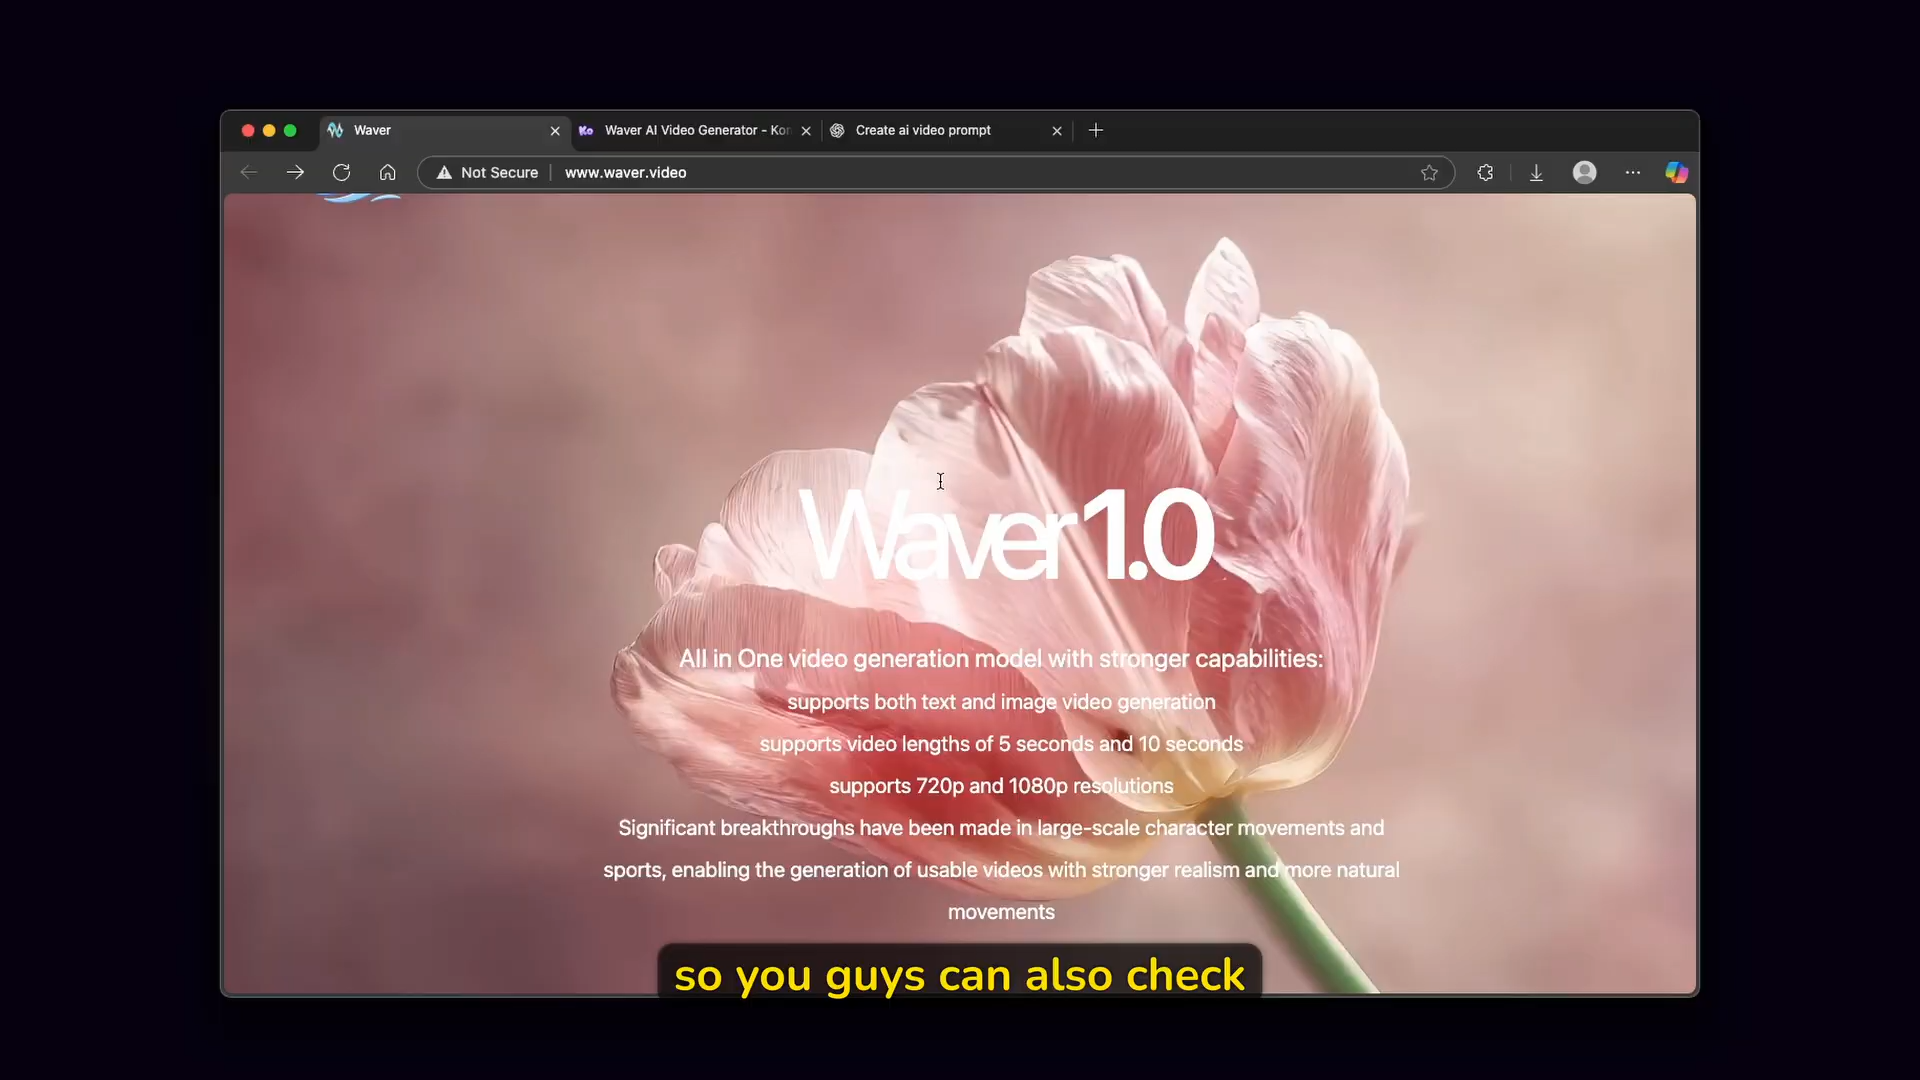 Waver
Waver AI Video Generator - Kor
Create ai video prompt
Not Secure
www.waver.video
Waver 1.0
All in One video generation model with stronger capabilities:
supports both text and image video generation
supports video lengths of 5 seconds and 10 seconds
supports 720p and 1080p resolutions
Significant breakthroughs have been made in large-scale character movements and
sports, enabling the generation of usable videos with stronger realism and more natural
movements
so you guys can also check